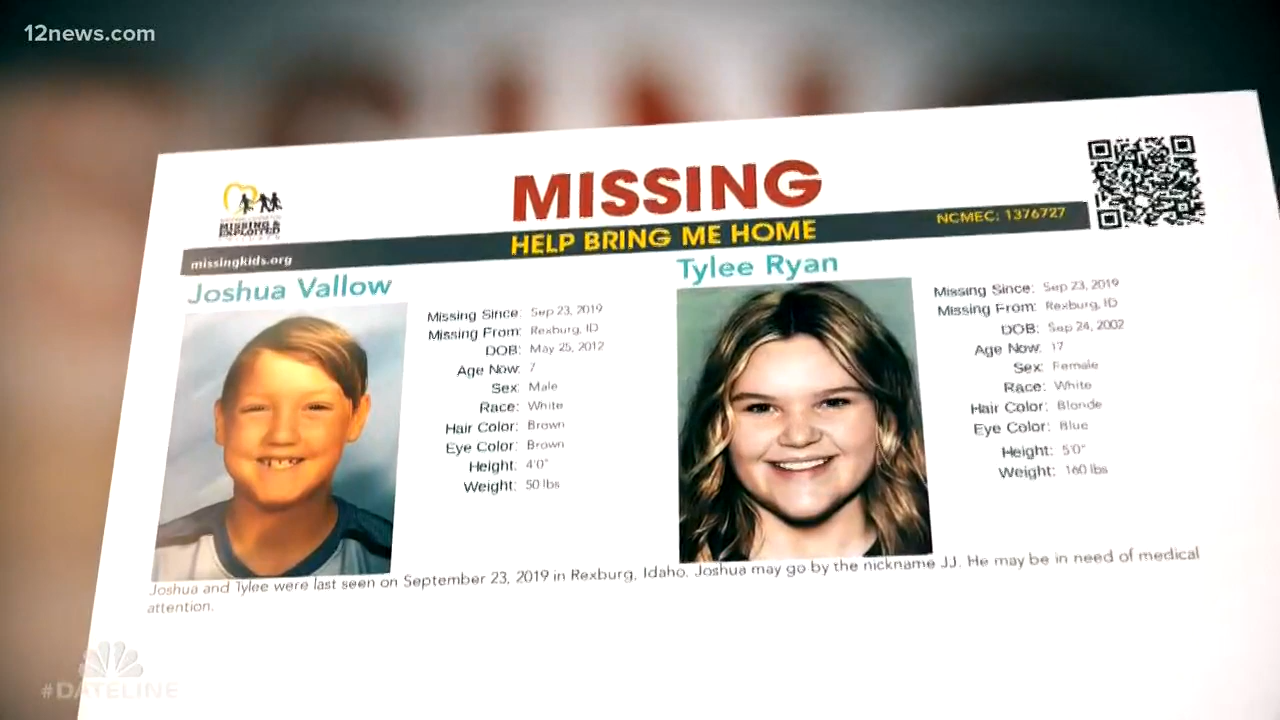 12news.com
MISSING
HELP BRING ME HOME
NCMEC: 1376727
MISSING &
EXPLOITED
missingkids.org
Joshua Vallow
Missing Since: Sep 23, 2019
Missing From: Rexburg, ID
DOB: May 25, 2012
Age Now: 7
Sex: Male
Race: White
Hair Color: Brown
Eye Color: Brown
Height: 4'0"
Weight: 50 lbs
Tylee Ryan
Missing Since: Sep 23, 2019
Missing From: Rexburg, ID
DOB: Sep 24, 2002
Age Now: 17
Sex: Female
Race: White
Hair Color: Blonde
Eye Color: Blue
Height: 5'0"
Weight: 160 lbs
Joshua and Tylee were last seen on September 23, 2019 in Rexburg, Idaho. Joshua may go by the nickname JJ. He may be in need of medical
attention.
#DATELINE